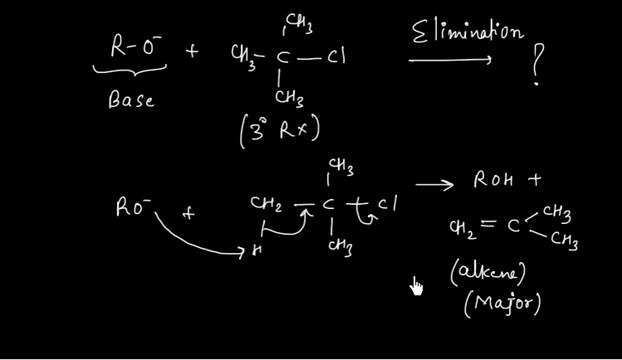 CH3
R-O⁻ + CH3-C-Cl Elimination ?
Base CH3
(3° Rx)
CH3
RO⁻ + CH2-C-Cl ROH +
H CH3 CH2=C CH3
CH3
(alkene)
(Major)